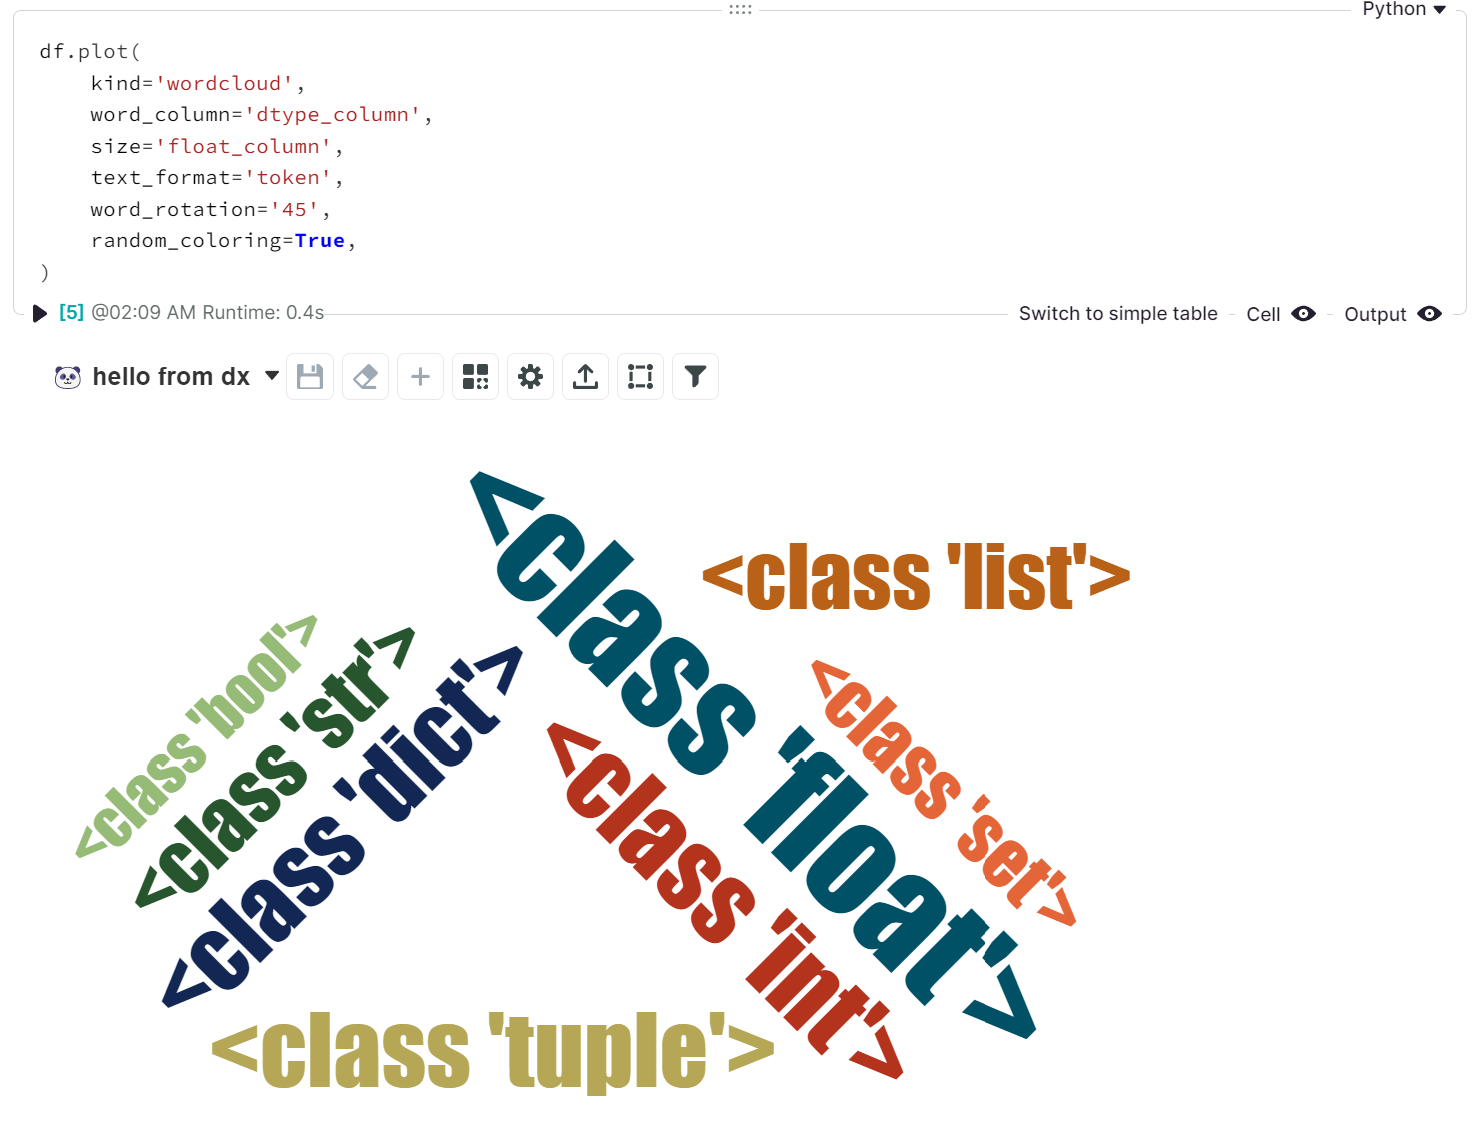 Python
df.plot(
    kind='wordcloud',
    word_column='dtype_column',
    size='float_column',
    text_format='token',
    word_rotation='45',
    random_coloring=True,
)
[5] @02:09 AM Runtime: 0.4s
Switch to simple table - Cell - Output
hello from dx
<class 'float'>
<class 'list'>
<class 'bool'>
<class 'str'>
<class 'dict'>
<class 'set'>
<class 'int'>
<class 'tuple'>